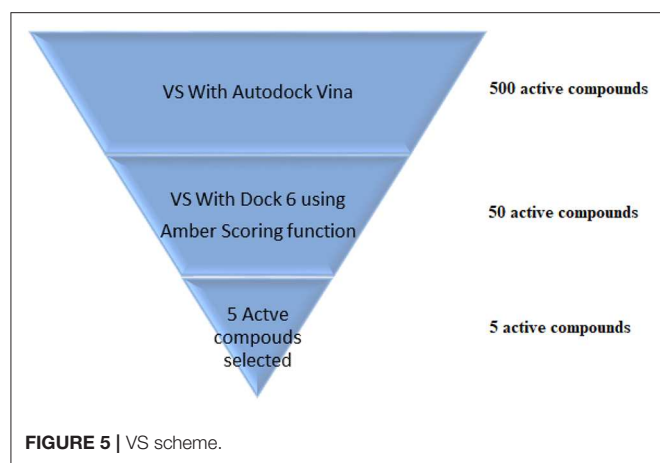 VS With Autodock Vina
500 active compounds
VS With Dock 6 using
Amber Scoring function
50 active compounds
5 Actve
compouds
selected
5 active compounds
FIGURE 5 | VS scheme.